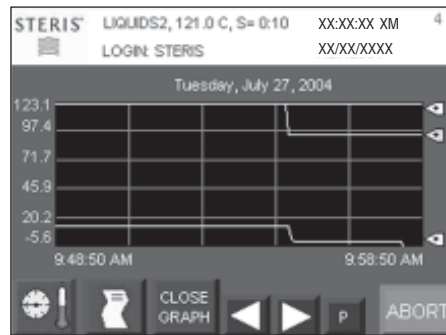 STERIS® LIQUIDS2, 121.0 C, S= 0:10 XX:XX:XX XM 4
LOGIN: STERIS XX/XX/XXXX
Tuesday, July 27, 2004
123.1
97.4
71.7
45.9
20.2
-5.6
9:48:50 AM 9:58:50 AM
CLOSE
GRAPH
P
ABORT